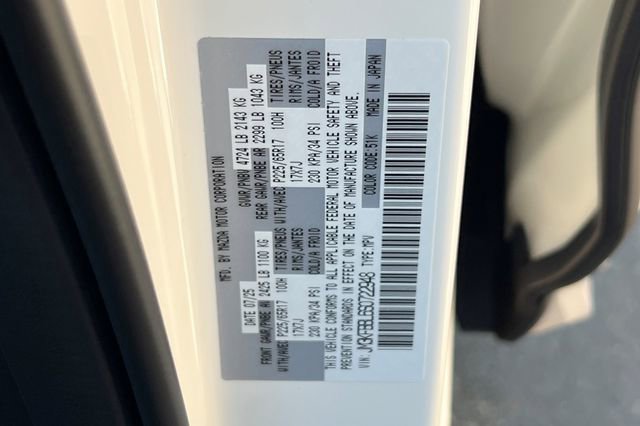 MFD. BY MAZDA MOTOR CORPORATION
DATE 07/25 GVWR/PNBV 4724 LB 2143 KG
FRONT GAWR/PNBE AV 2425 LB 1100 KG REAR GAWR/PNBE AR 2299 LB 1043 KG
WITH/AVEC P225/65R17 100H TIRES/PNEUS WITH/AVEC P225/65R17 100H TIRES/PNEUS
17X7J RIMS/JANTES 17X7J RIMS/JANTES
230 KPA/34 PSI COLD/A FROID 230 KPA/34 PSI COLD/A FROID
THIS VEHICLE CONFORMS TO ALL APPLICABLE FEDERAL MOTOR VEHICLE SAFETY AND THEFT
PREVENTION STANDARDS IN EFFECT ON THE DATE OF MANUFACTURE SHOWN ABOVE.
VIN: TYPE: MPV COLOR CODE: 51K MADE IN JAPAN